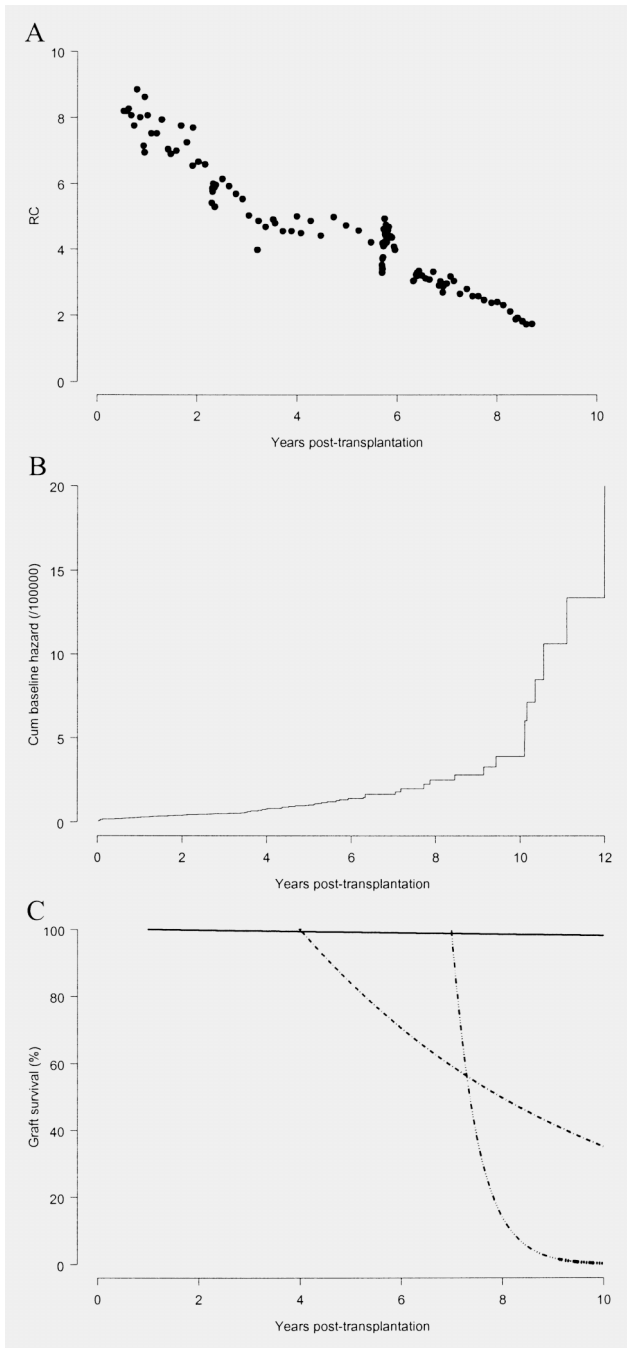 A
10
8
6
4
2
0
RC
0 2 4 6 8 10
Years post-transplantation
B
20
15
10
5
0
Cum baseline hazard (/100000)
0 2 4 6 8 10 12
Years post-transplantation
C
100
80
60
40
20
0
Graft survival (%)
0 2 4 6 8 10
Years post-transplantation